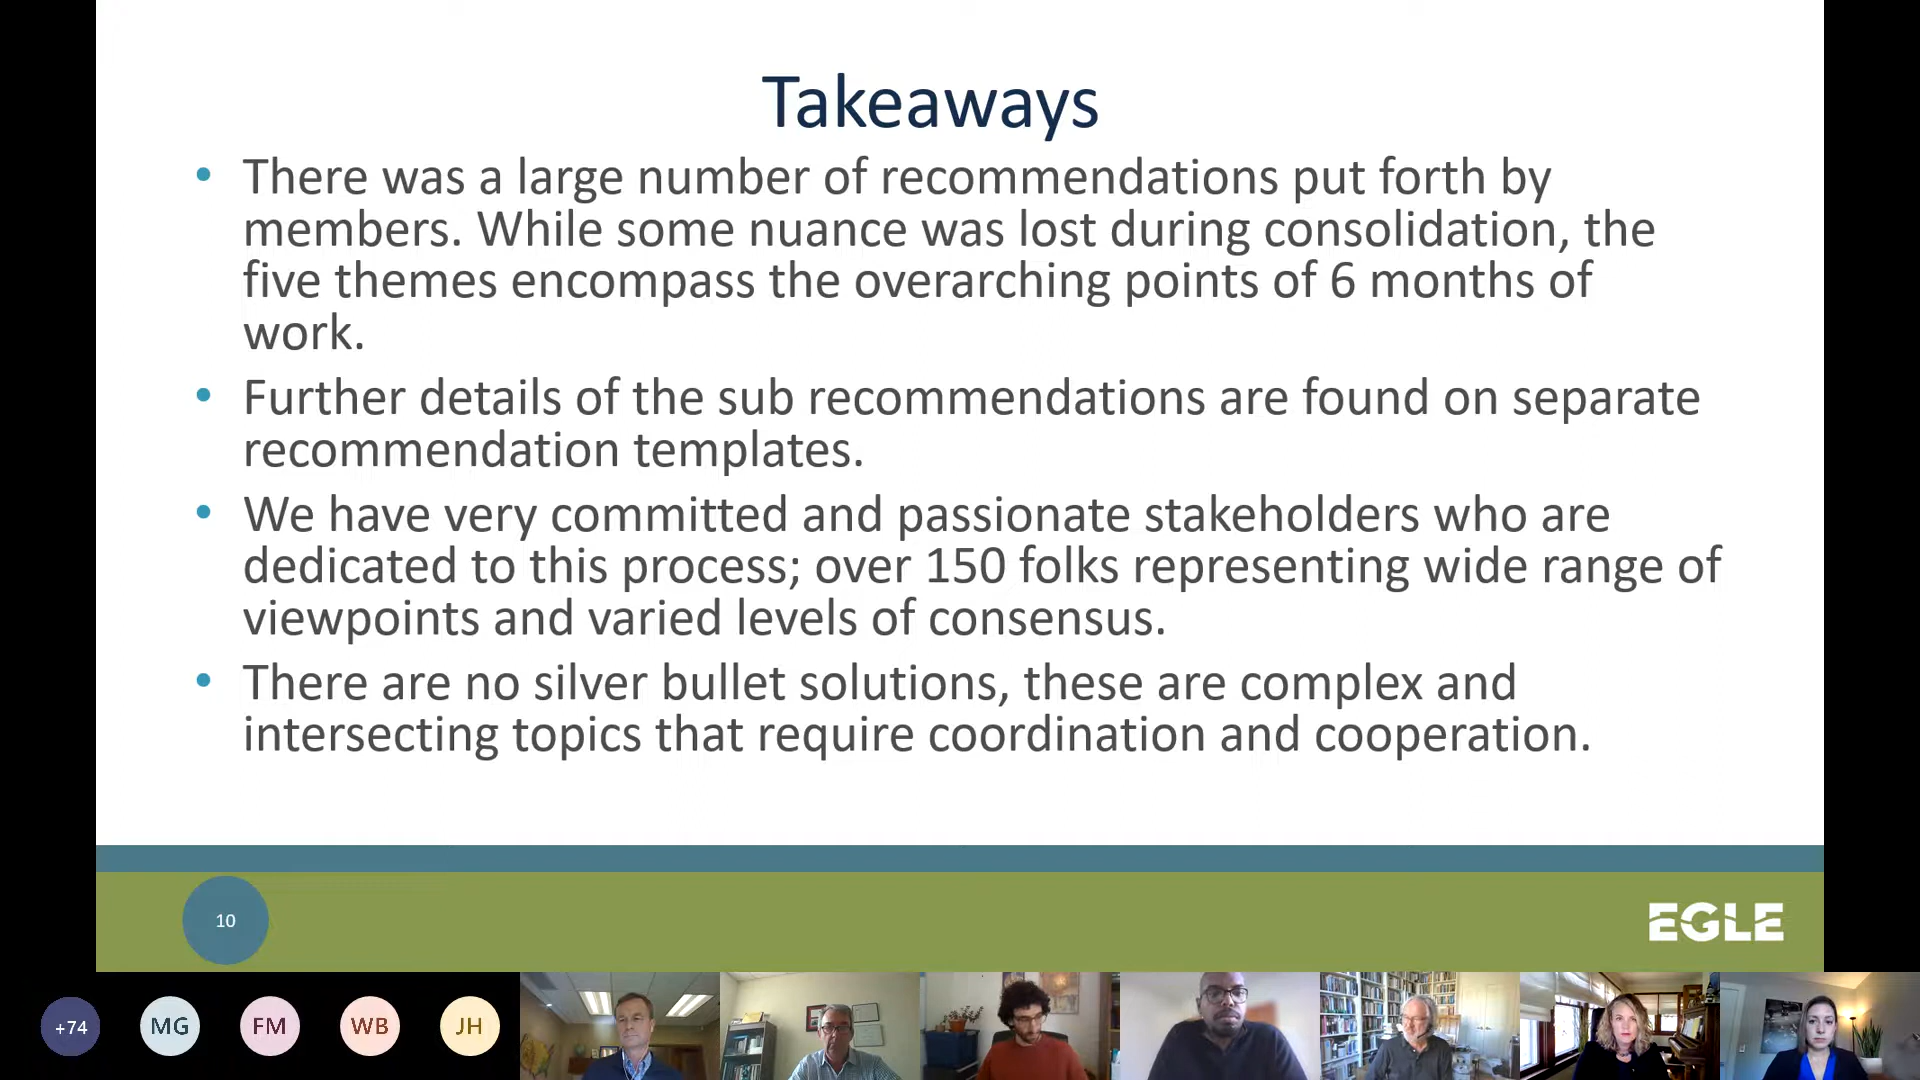 Takeaways
• There was a large number of recommendations put forth by
members. While some nuance was lost during consolidation, the
five themes encompass the overarching points of 6 months of
work.
• Further details of the sub recommendations are found on separate
recommendation templates.
• We have very committed and passionate stakeholders who are
dedicated to this process; over 150 folks representing wide range of
viewpoints and varied levels of consensus.
• There are no silver bullet solutions, these are complex and
intersecting topics that require coordination and cooperation.
10
EGLE
+74
MG
FM
WB
JH